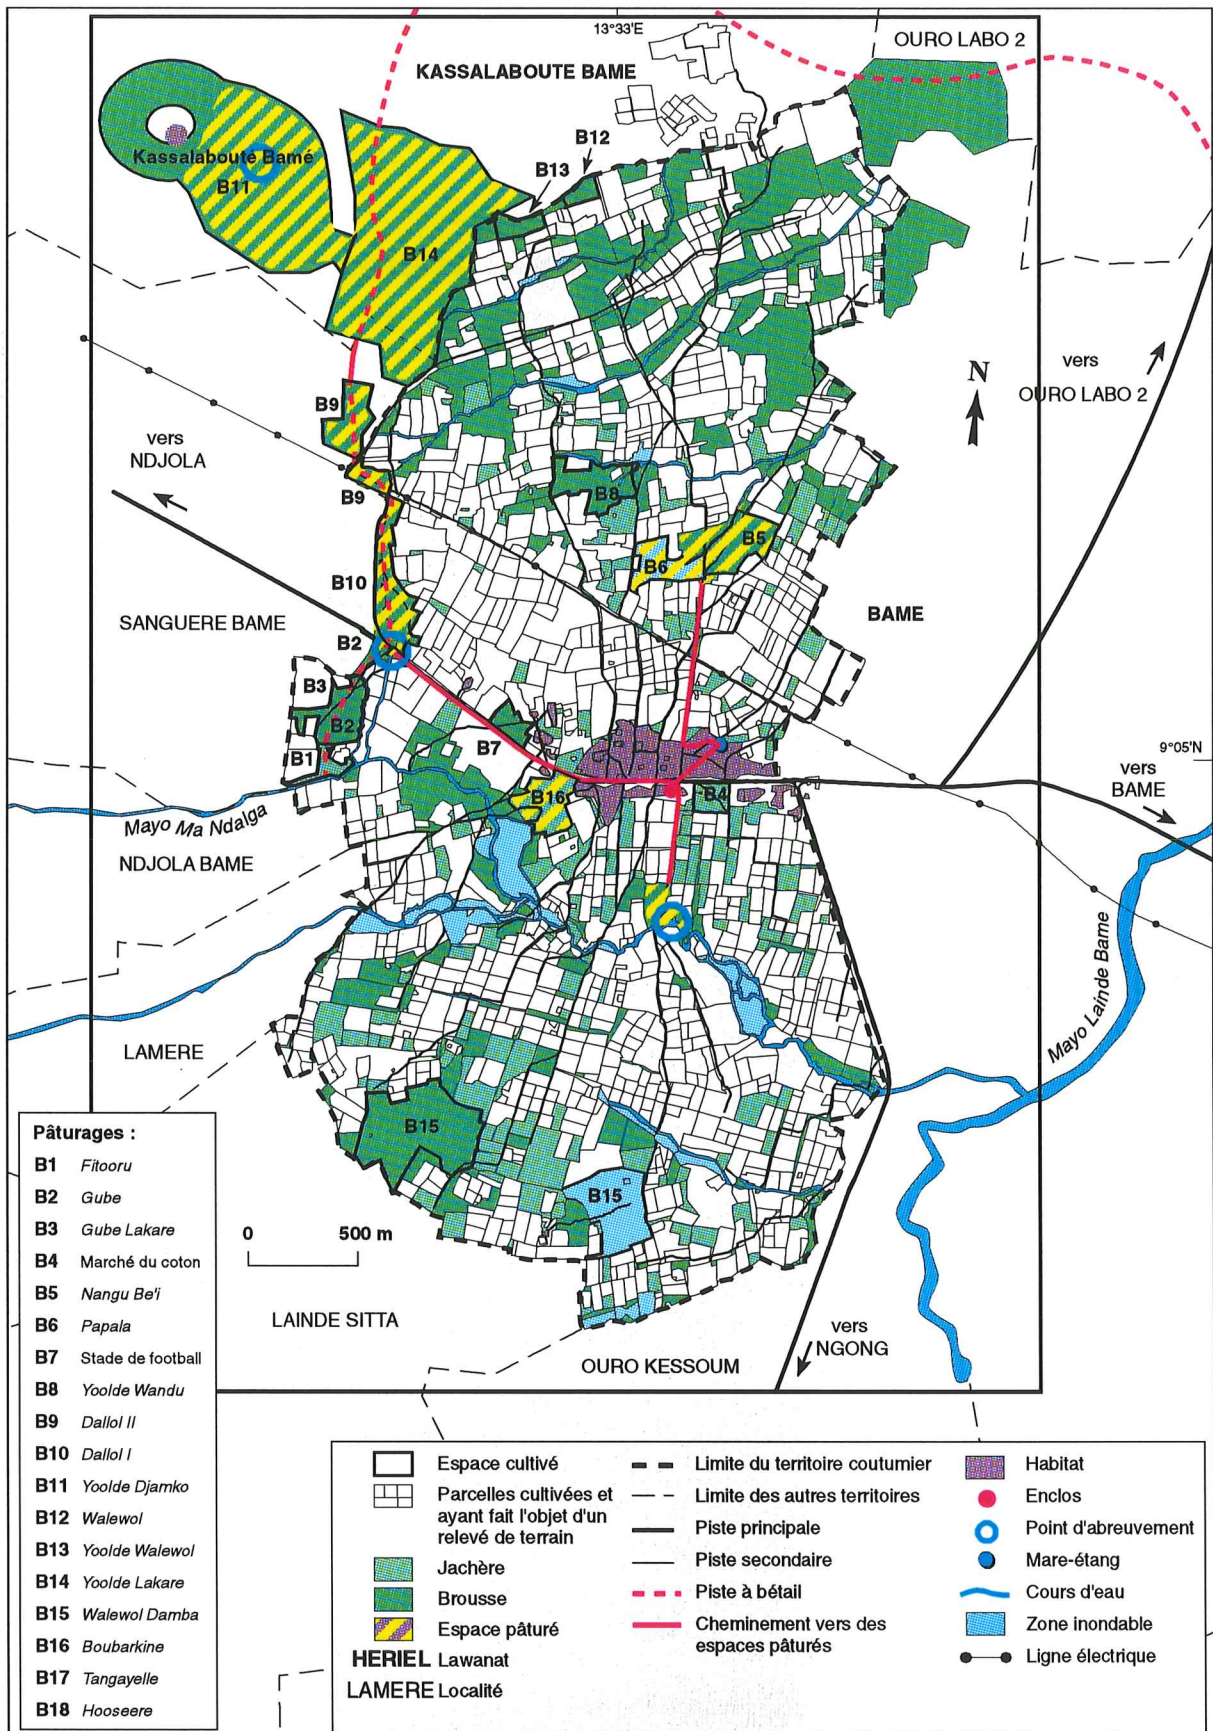 13°33'E
OURO LABO 2
KASSALABOUTE BAME
B12
B13
Kassalabouté Bamé
B11
B14
N
vers
OURO LABO 2
B9
vers
NDJOLA
B9
B8
B5
B6
B10
BAME
SANGUERE BAME
B2
B3
B2
B7
B1
9°05'N
vers
BAME
B16
B4
Mayo Ma Ndalga
NDJOLA BAME
Mayo Laindé Bame
LAMERE
B15
B15
0 500 m
LAINDE SITTA
vers
NGONG
OURO KESSOUM
Pâturages :
B1 Fitooru
B2 Gube
B3 Gube Lakare
B4 Marché du coton
B5 Nangu Be'i
B6 Papala
B7 Stade de football
B8 Yoolde Wandu
B9 Dallol II
B10 Dallol I
B11 Yoolde Djamko
B12 Walewol
B13 Yoolde Walewol
B14 Yoolde Lakare
B15 Walewol Damba
B16 Boubarkine
B17 Tangayelle
B18 Hooseere
Espace cultivé
Parcelles cultivées et
ayant fait l'objet d'un
relevé de terrain
Jachère
Brousse
Espace pâturé
HERIEL Lawanat
LAMERE Localité
Limite du territoire coutumier
Limite des autres territoires
Piste principale
Piste secondaire
Piste à bétail
Cheminement vers des
espaces pâturés
Habitat
Enclos
Point d'abreuvement
Mare-étang
Cours d'eau
Zone inondable
Ligne électrique